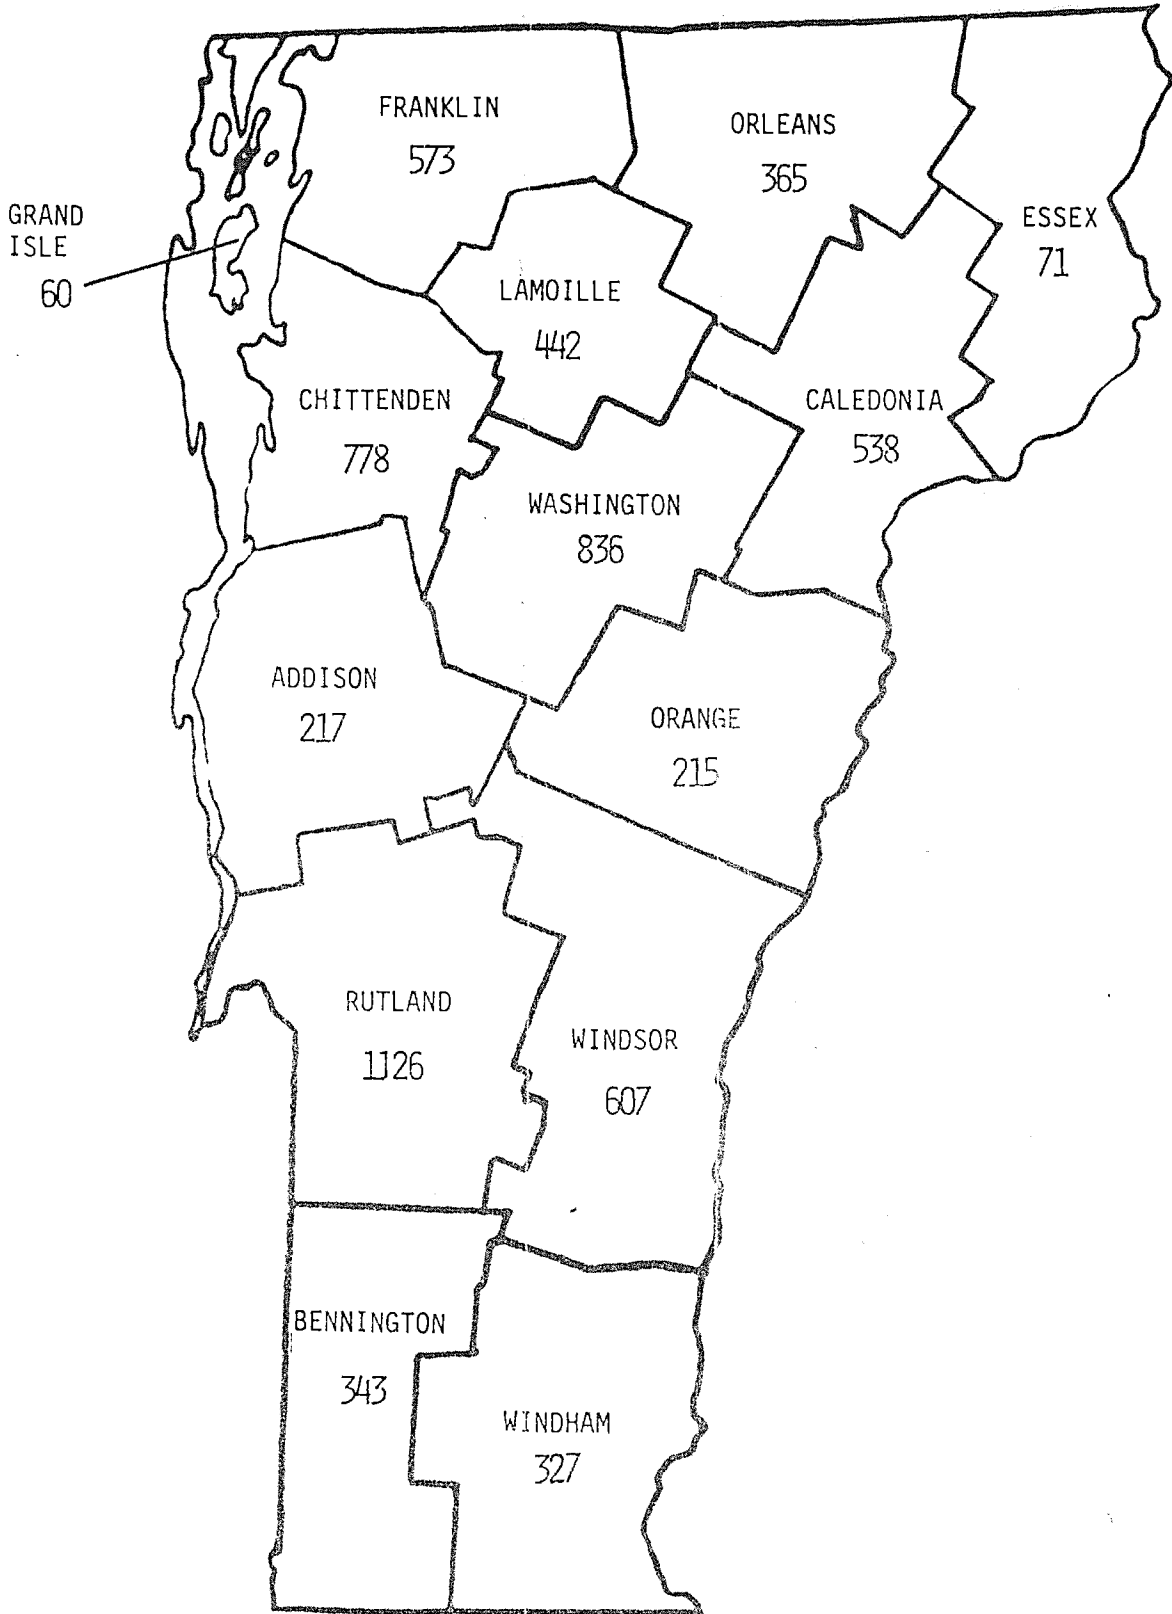 FRANKLIN
573
ORLEANS
365
GRAND
ISLE
60
ESSEX
71
LAMOILLE
442
CHITTENDEN
778
CALEDONIA
538
WASHINGTON
836
ADDISON
217
ORANGE
215
RUTLAND
1126
WINDSOR
607
BENNINGTON
343
WINDHAM
327